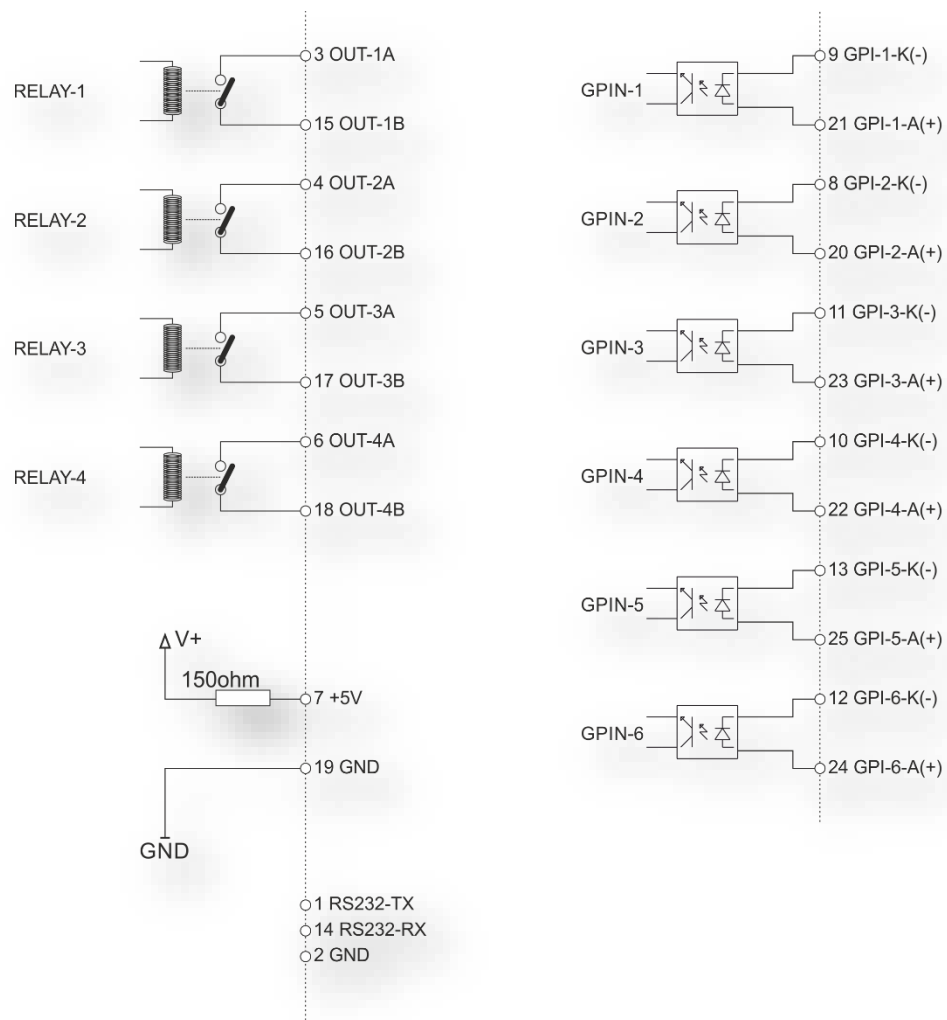 3 OUT-1A
RELAY-1
15 OUT-1B
4 OUT-2A
RELAY-2
16 OUT-2B
5 OUT-3A
RELAY-3
17 OUT-3B
6 OUT-4A
RELAY-4
18 OUT-4B
V+
150ohm
7 +5V
19 GND
GND
1 RS232-TX
14 RS232-RX
2 GND
9 GPI-1-K(-)
GPIN-1
21 GPI-1-A(+)
8 GPI-2-K(-)
GPIN-2
20 GPI-2-A(+)
11 GPI-3-K(-)
GPIN-3
23 GPI-3-A(+)
10 GPI-4-K(-)
GPIN-4
22 GPI-4-A(+)
13 GPI-5-K(-)
GPIN-5
25 GPI-5-A(+)
12 GPI-6-K(-)
GPIN-6
24 GPI-6-A(+)